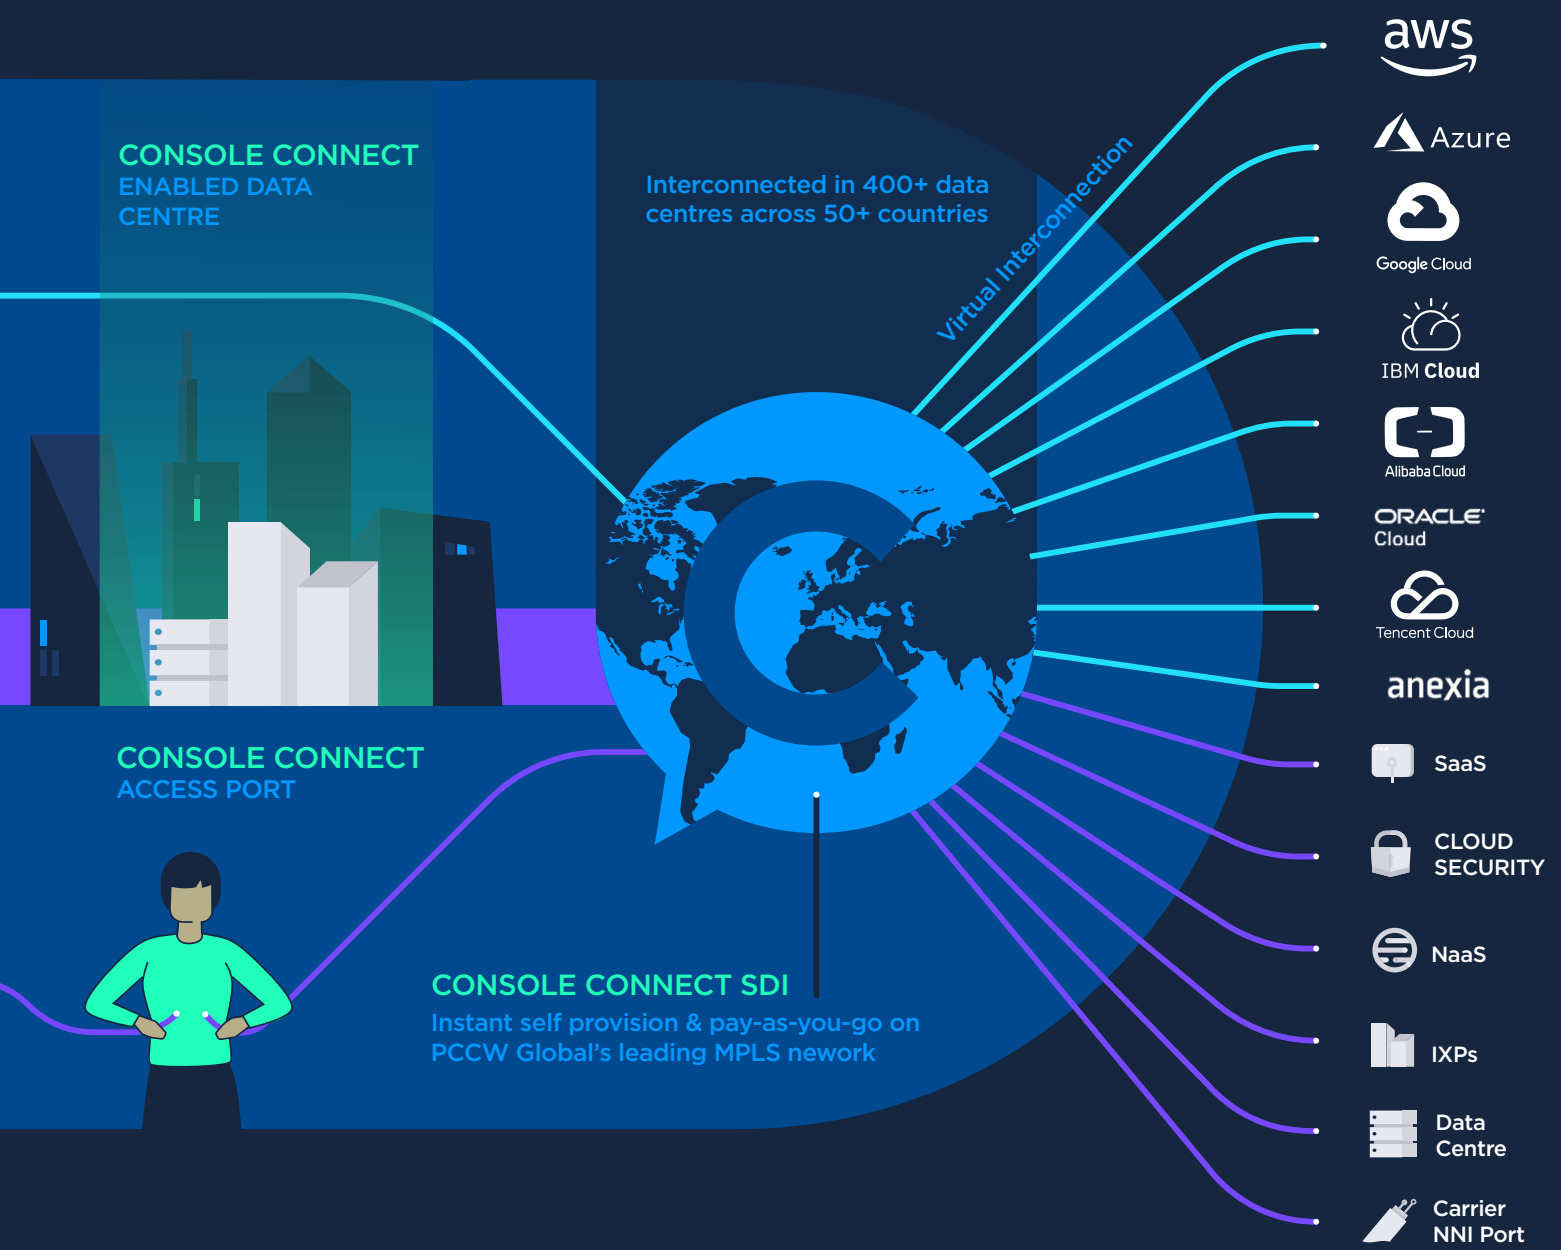 CONSOLE CONNECT
ENABLED DATA
CENTRE
Interconnected in 400+ data
centres across 50+ countries
Virtual Interconnection
CONSOLE CONNECT
ACCESS PORT
CONSOLE CONNECT SDI
Instant self provision & pay-as-you-go on
PCCW Global's leading MPLS nework
aws
Azure
Google Cloud
IBM Cloud
Alibaba Cloud
ORACLE
Cloud
Tencent Cloud
anexia
SaaS
CLOUD
SECURITY
NaaS
IXPs
Data
Centre
Carrier
NNI Port